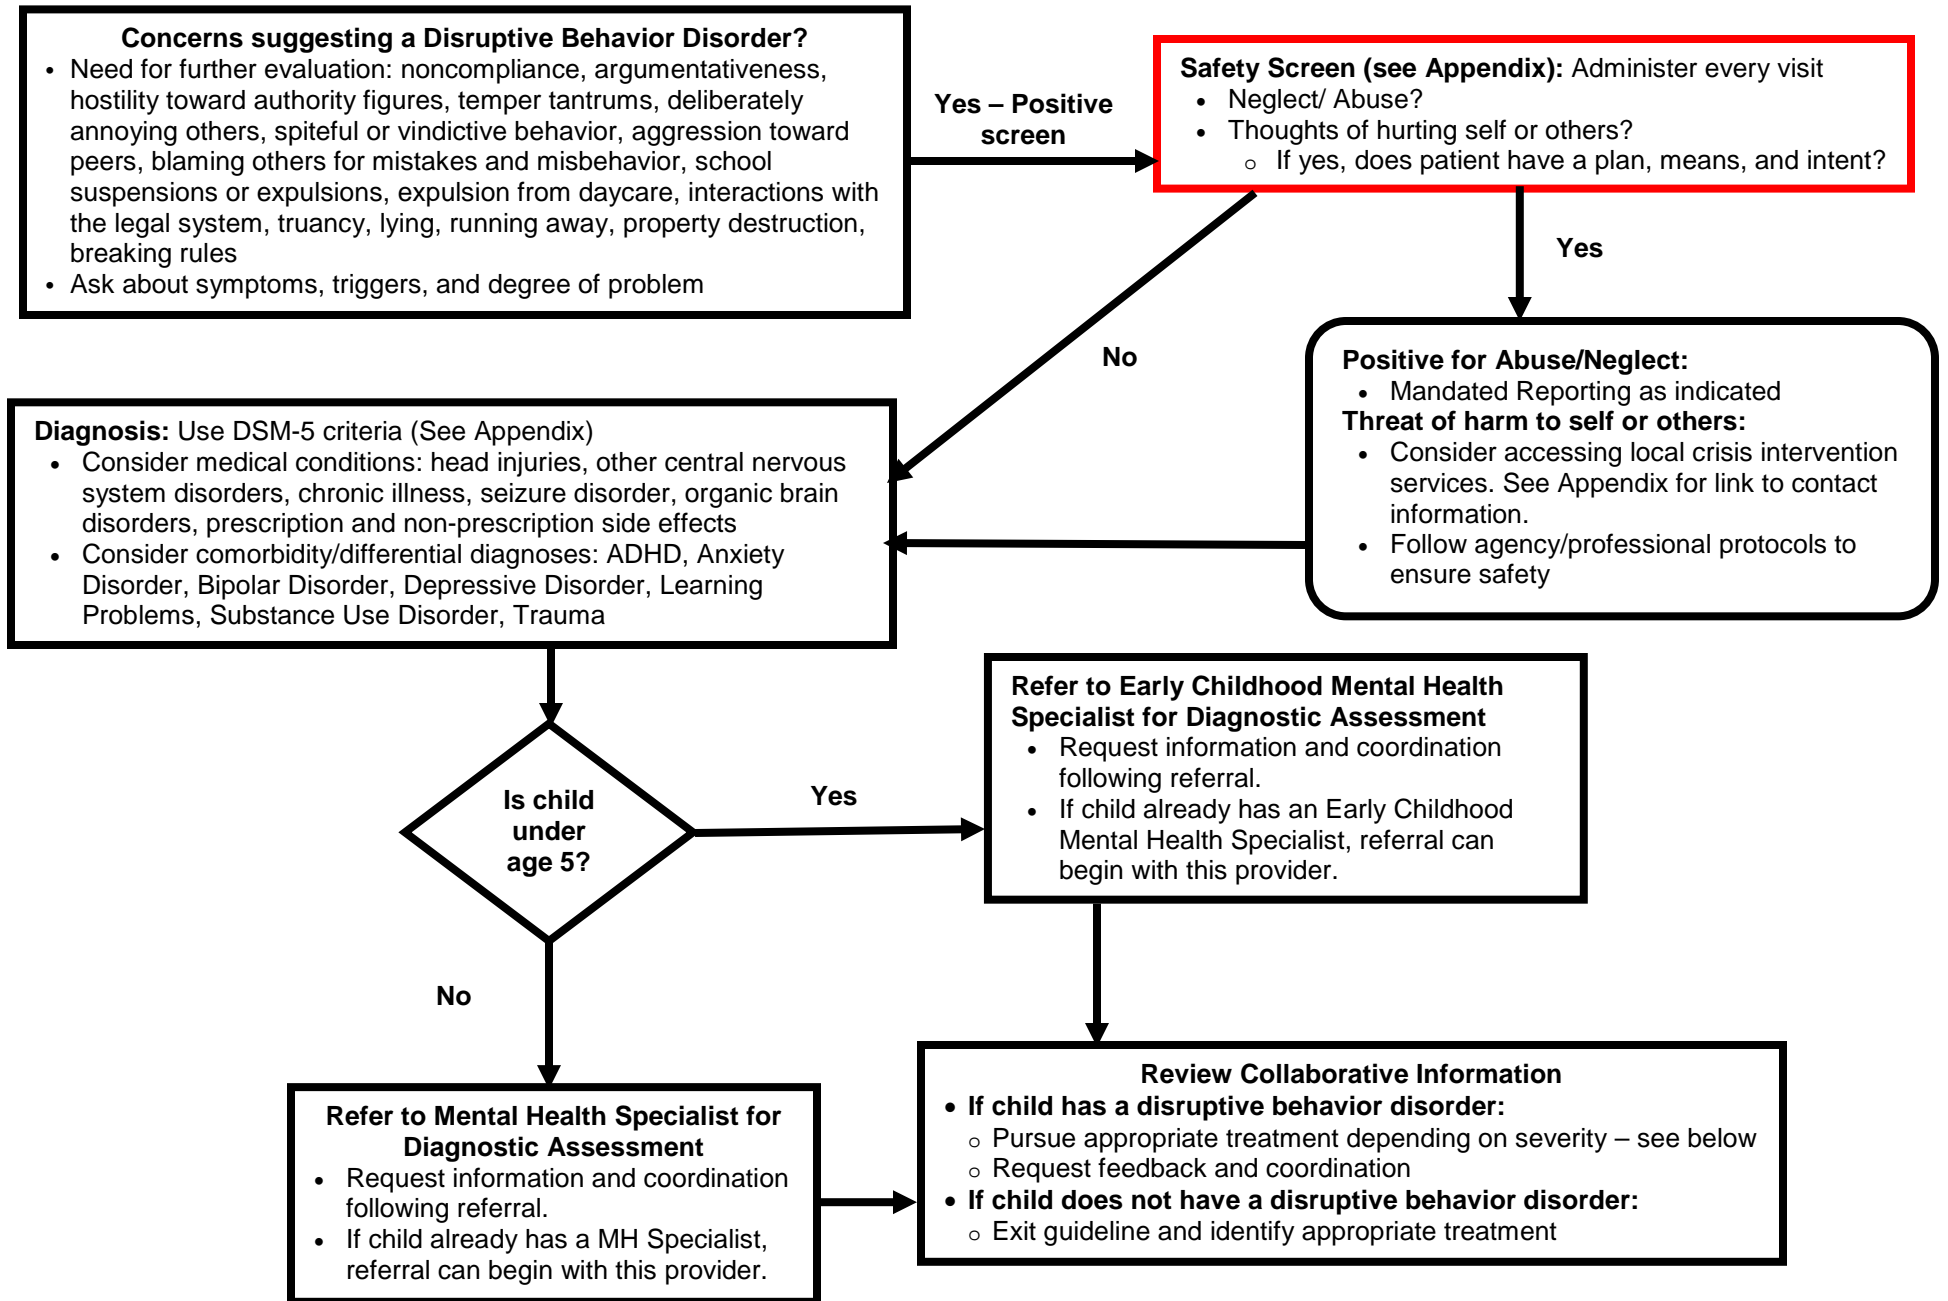 Concerns suggesting a Disruptive Behavior Disorder?
• Need for further evaluation: noncompliance, argumentativeness,
hostility toward authority figures, temper tantrums, deliberately
annoying others, spiteful or vindictive behavior, aggression toward
peers, blaming others for mistakes and misbehavior, school
suspensions or expulsions, expulsion from daycare, interactions with
the legal system, truancy, lying, running away, property destruction,
breaking rules
• Ask about symptoms, triggers, and degree of problem
Yes – Positive
screen
Safety Screen (see Appendix): Administer every visit
• Neglect/ Abuse?
• Thoughts of hurting self or others?
o If yes, does patient have a plan, means, and intent?
Yes
No
Positive for Abuse/Neglect:
• Mandated Reporting as indicated
Threat of harm to self or others:
• Consider accessing local crisis intervention
services. See Appendix for link to contact
information.
• Follow agency/professional protocols to
ensure safety
Diagnosis: Use DSM-5 criteria (See Appendix)
• Consider medical conditions: head injuries, other central nervous
system disorders, chronic illness, seizure disorder, organic brain
disorders, prescription and non-prescription side effects
• Consider comorbidity/differential diagnoses: ADHD, Anxiety
Disorder, Bipolar Disorder, Depressive Disorder, Learning
Problems, Substance Use Disorder, Trauma
Is child
under
age 5?
Yes
Refer to Early Childhood Mental Health
Specialist for Diagnostic Assessment
• Request information and coordination
following referral.
• If child already has an Early Childhood
Mental Health Specialist, referral can
begin with this provider.
No
Refer to Mental Health Specialist for
Diagnostic Assessment
• Request information and coordination
following referral.
• If child already has a MH Specialist,
referral can begin with this provider.
Review Collaborative Information
• If child has a disruptive behavior disorder:
o Pursue appropriate treatment depending on severity – see below
o Request feedback and coordination
• If child does not have a disruptive behavior disorder:
o Exit guideline and identify appropriate treatment